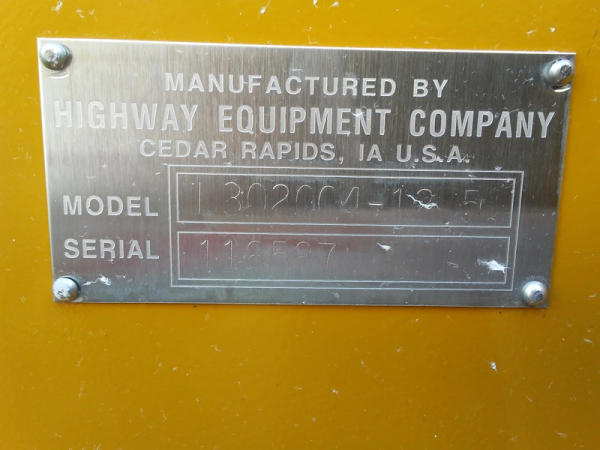 MANUFACTURED BY
HIGHWAY EQUIPMENT COMPANY
CEDAR RAPIDS, IA U.S.A.
MODEL
SERIAL